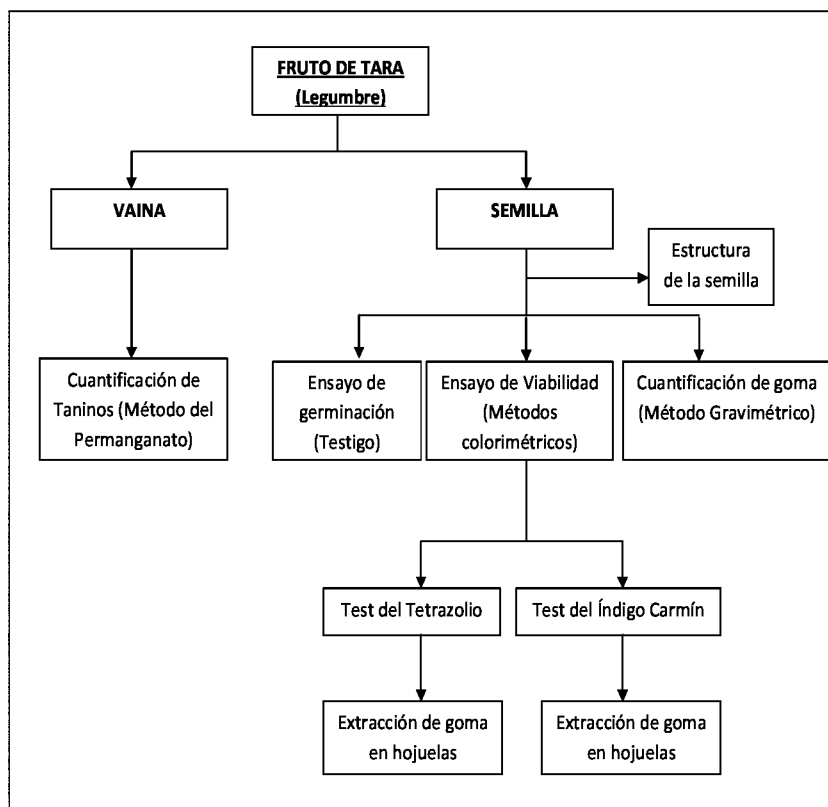 FRUTO DE TARA
(Legumbre)
VAINA
SEMILLA
Estructura
de la semilla
Cuantificación de
Taninos (Método del
Permanganato)
Ensayo de
germinación
(Testigo)
Ensayo de Viabilidad
(Métodos
colorimétricos)
Cuantificación de goma
(Método Gravimétrico)
Test del Tetrazolio
Test del Índigo Carmín
Extracción de goma
en hojuelas
Extracción de goma
en hojuelas